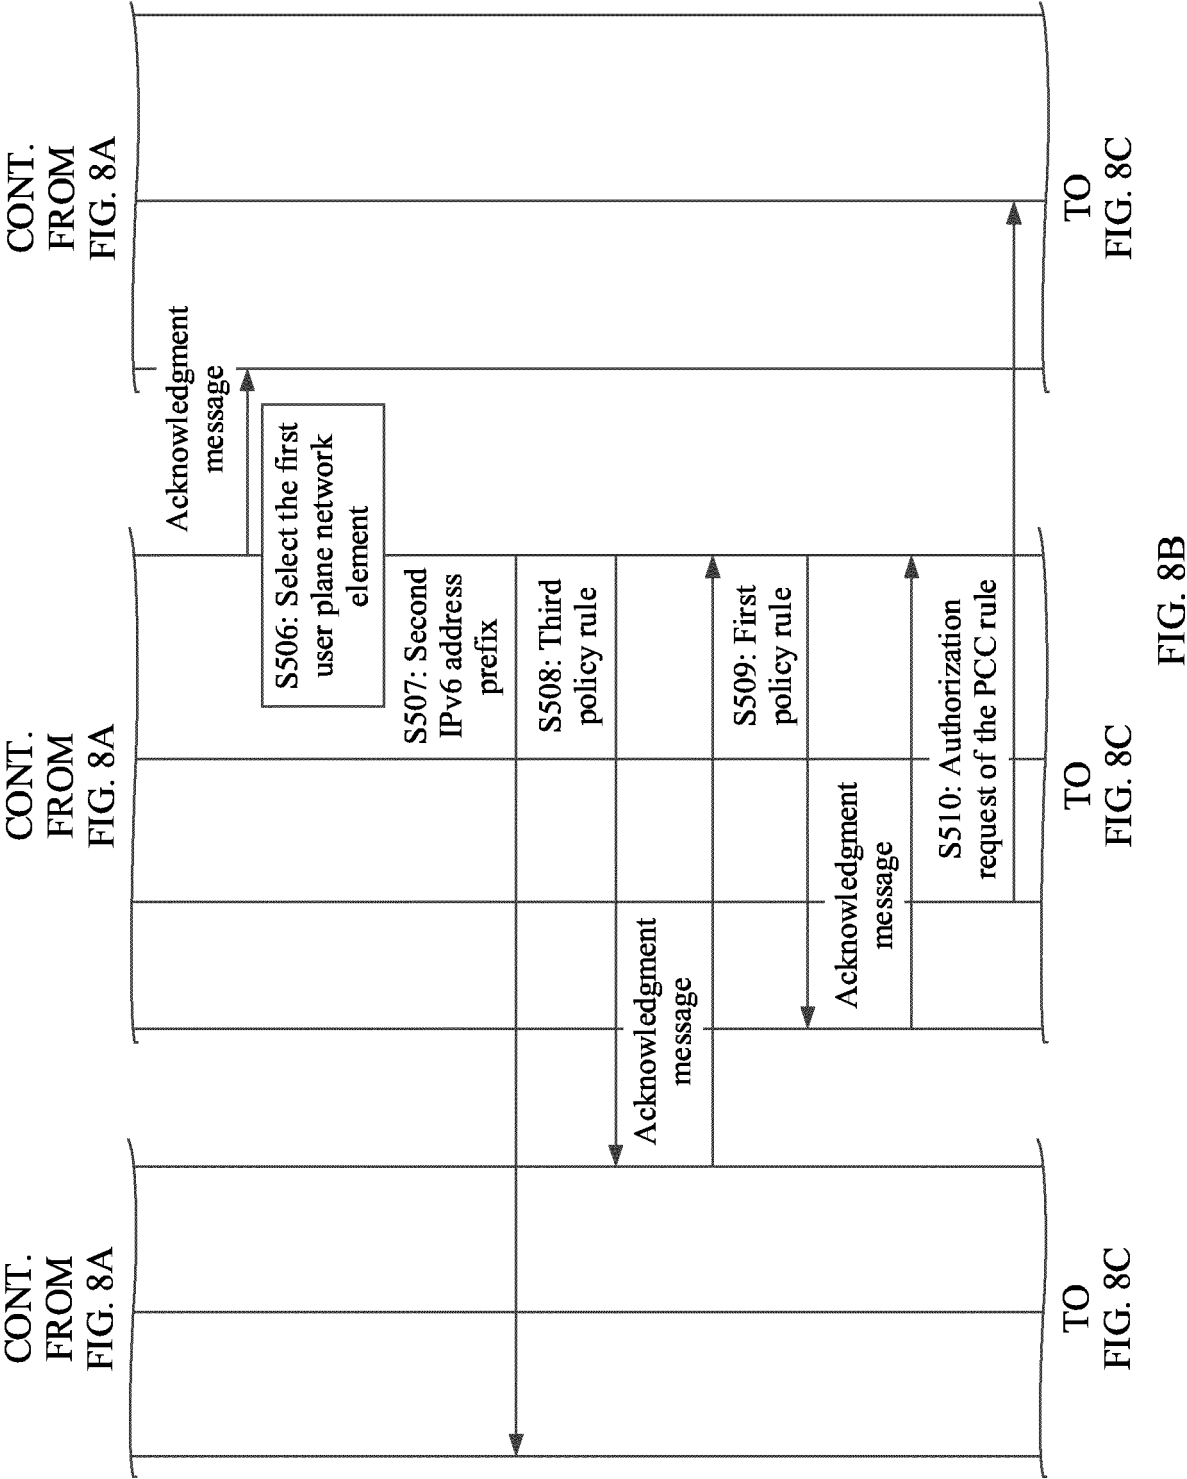 CONT.
FROM
FIG. 8A
CONT.
FROM
FIG. 8A
CONT.
FROM
FIG. 8A
Acknowledgment
message
S506: Select the first
user plane network
element
S507: Second
IPv6 address
prefix
S508: Third
policy rule
Acknowledgment
message
S509: First
policy rule
Acknowledgment
message
S510: Authorization
request of the PCC rule
TO
FIG. 8C
TO
FIG. 8C
TO
FIG. 8C
FIG. 8B